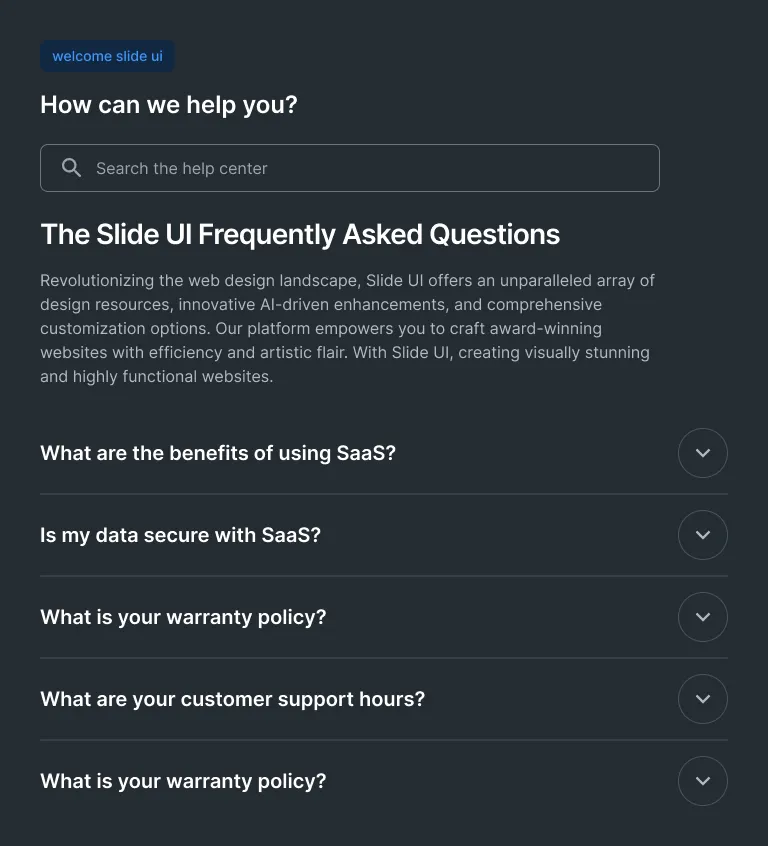 welcome slide ui
How can we help you?
Search the help center
The Slide UI Frequently Asked Questions
Revolutionizing the web design landscape, Slide UI offers an unparalleled array of
design resources, innovative AI-driven enhancements, and comprehensive
customization options. Our platform empowers you to craft award-winning
websites with efficiency and artistic flair. With Slide UI, creating visually stunning
and highly functional websites.
What are the benefits of using SaaS?
Is my data secure with SaaS?
What is your warranty policy?
What are your customer support hours?
What is your warranty policy?